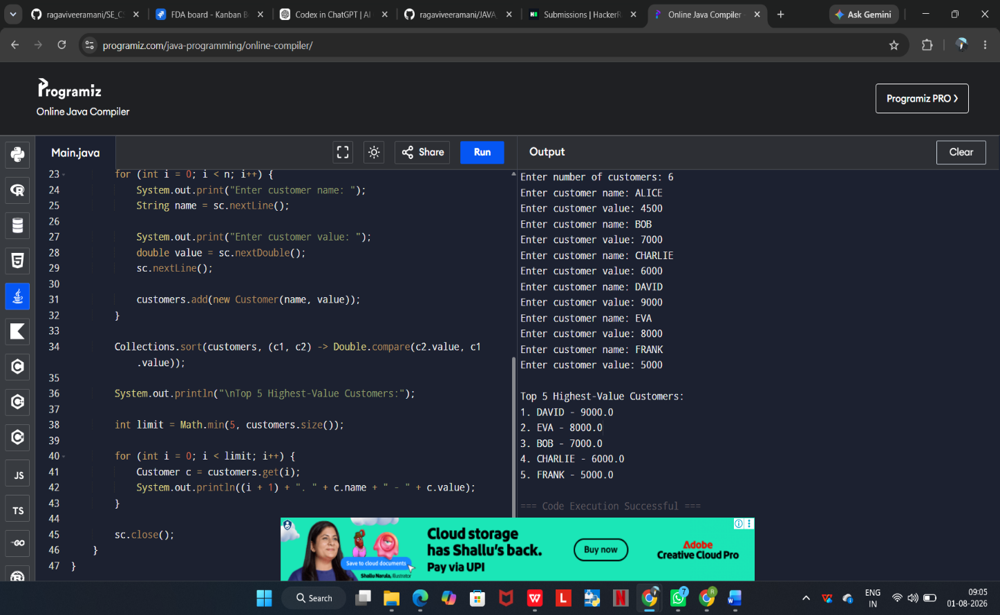 ragaviveeramani/SE_CS
FDA board - Kanban B
Codex in ChatGPT | AI
ragaviveeramani/JAVA
Submissions | HackerR
Online Java Compiler
Ask Gemini
programiz.com/java-programming/online-compiler/
Programiz
Online Java Compiler
Programiz PRO
Main.java
Share
Run
Output
Clear
23 for (int i = 0; i < n; i++) {
24 System.out.print("Enter customer name: ");
25 String name = sc.nextLine();
26
27 System.out.print("Enter customer value: ");
28 double value = sc.nextDouble();
29 sc.nextLine();
30
31 customers.add(new Customer(name, value));
32 }
33
34 Collections.sort(customers, (c1, c2) -> Double.compare(c2.value, c1
.value));
35
36 System.out.println("\nTop 5 Highest-Value Customers:");
37
38 int limit = Math.min(5, customers.size());
39
40 for (int i = 0; i < limit; i++) {
41 Customer c = customers.get(i);
42 System.out.println((i + 1) + ". " + c.name + " - " + c.value);
43 }
44
45 sc.close();
46 }
47 }
Enter number of customers: 6
Enter customer name: ALICE
Enter customer value: 4500
Enter customer name: BOB
Enter customer value: 7000
Enter customer name: CHARLIE
Enter customer value: 6000
Enter customer name: DAVID
Enter customer value: 9000
Enter customer name: EVA
Enter customer value: 8000
Enter customer name: FRANK
Enter customer value: 5000
Top 5 Highest-Value Customers:
1. DAVID - 9000.0
2. EVA - 8000.0
3. BOB - 7000.0
4. CHARLIE - 6000.0
5. FRANK - 5000.0
=== Code Execution Successful ===
JS
TS
GO
Cloud storage
has Shallu's back.
Pay via UPI
Save to cloud documents
Shallu Narula, Illustrator
Buy now
Adobe
Creative Cloud Pro
Search
7
R
ENG
IN
09:05
01-08-2026